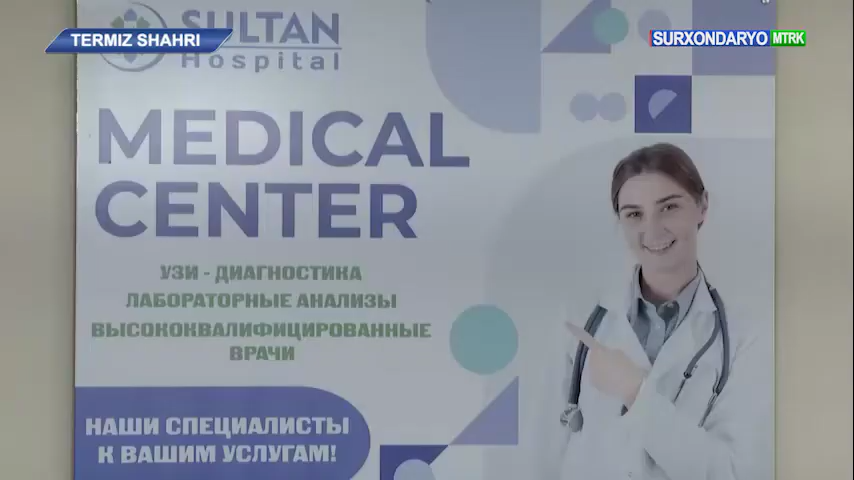 TERMIZ SHAHRI
SURXONDARYO MTRK
SULTAN
Hospital
MEDICAL
CENTER
УЗИ - ДИАГНОСТИКА
ЛАБОРАТОРНЫЕ АНАЛИЗЫ
ВЫСОКОКВАЛИФИЦИРОВАННЫЕ
ВРАЧИ
НАШИ СПЕЦИАЛИСТЫ
К ВАШИМ УСЛУГАМ!